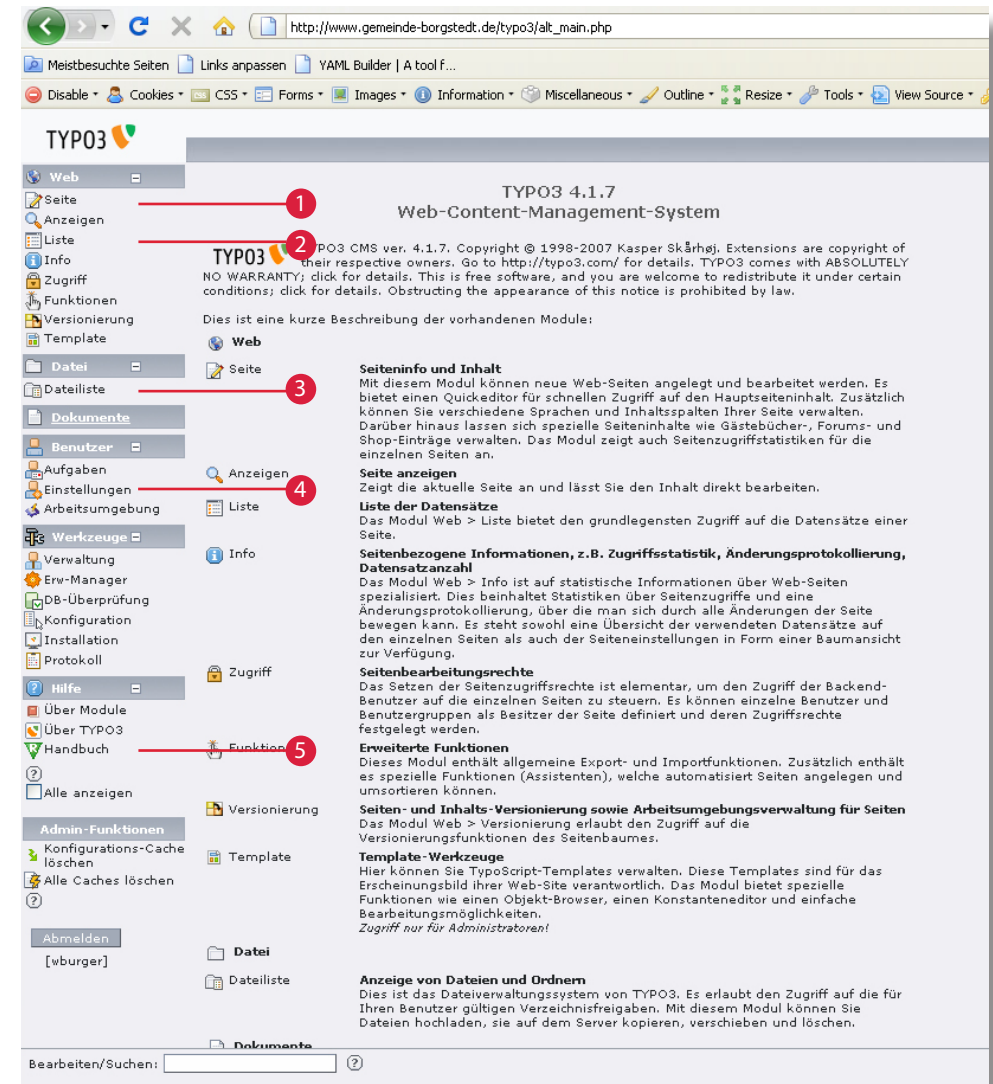 http://www.gemeinde-borgstedt.de/typo3/alt_main.php
Meistbesuchte Seiten Links anpassen YAML Builder | A tool f...
Disable Cookies CSS Forms Images Information Miscellaneous Outline Resize Tools View Source
TYPO3
Web
Seite
Anzeigen
Liste
Info
Zugriff
Funktionen
Versionierung
Template
Datei
Dateiliste
Dokumente
Benutzer
Aufgaben
Einstellungen
Arbeitsumgebung
Werkzeuge
Verwaltung
Erw-Manager
DB-Überprüfung
Konfiguration
Installation
Protokoll
Hilfe
Über Module
Über TYPO3
Handbuch
Alle anzeigen
Admin-Funktionen
Konfigurations-Cache
löschen
Alle Caches löschen
Abmelden
[wburger]
1
2
3
4
5
TYPO3 4.1.7
Web-Content-Management-System
TYPO3
CMS ver. 4.1.7. Copyright © 1998-2007 Kasper Skårhøj. Extensions are copyright of
their respective owners. Go to http://typo3.com/ for details. TYPO3 comes with ABSOLUTELY
NO WARRANTY; click for details. This is free software, and you are welcome to redistribute it under certain
conditions; click for details. Obstructing the appearance of this notice is prohibited by law.
Dies ist eine kurze Beschreibung der vorhandenen Module:
Web
Seite
Seiteninfo und Inhalt
Mit diesem Modul können neue Web-Seiten angelegt und bearbeitet werden. Es
bietet einen Quickeditor für schnellen Zugriff auf den Hauptseiteninhalt. Zusätzlich
können Sie verschiedene Sprachen und Inhaltsspalten Ihrer Seite verwalten.
Darüber hinaus lassen sich spezielle Seiteninhalte wie Gästebücher-, Forums- und
Shop-Einträge verwalten. Das Modul zeigt auch Seitenzugriffstatistiken für die
einzelnen Seiten an.
Anzeigen
Seite anzeigen
Zeigt die aktuelle Seite an und lässt Sie den Inhalt direkt bearbeiten.
Liste
Liste der Datensätze
Das Modul Web > Liste bietet den grundlegensten Zugriff auf die Datensätze einer
Seite.
Info
Seitenbezogene Informationen, z.B. Zugriffsstatistik, Änderungsprotokollierung,
Datensatzanzahl
Das Modul Web > Info ist auf statistische Informationen über Web-Seiten
spezialisiert. Dies beinhaltet Statistiken über Seitenzugriffe und eine
Änderungsprotokollierung, über die man sich durch alle Änderungen der Seite
bewegen kann. Es steht sowohl eine Übersicht der verwendeten Datensätze auf
den einzelnen Seiten als auch der Seiteneinstellungen in Form einer Baumansicht
zur Verfügung.
Zugriff
Seitenbearbeitungsrechte
Das Setzen der Seitenzugriffsrechte ist elementar, um den Zugriff der Backend-
Benutzer auf die einzelnen Seiten zu steuern. Es können einzelne Benutzer und
Benutzergruppen als Besitzer der Seite definiert und deren Zugriffsrechte
festgelegt werden.
Erweiterte Funktionen
Dieses Modul enthält allgemeine Export- und Importfunktionen. Zusätzlich enthält
es spezielle Funktionen (Assistenten), welche automatisiert Seiten angelegen und
umsortieren können.
Versionierung
Seiten- und Inhalts-Versionierung sowie Arbeitsumgebungsverwaltung für Seiten
Das Modul Web > Versionierung erlaubt den Zugriff auf die
Versionierungsfunktionen des Seitenbaumes.
Template
Template-Werkzeuge
Hier können Sie TypoScript-Templates verwalten. Diese Templates sind für das
Erscheinungsbild ihrer Web-Site verantwortlich. Das Modul bietet spezielle
Funktionen wie einen Objekt-Browser, einen Konstanteneditor und einfache
Bearbeitungsmöglichkeiten.
Zugriff nur für Administratoren!
Datei
Dateiliste
Anzeige von Dateien und Ordnern
Dies ist das Dateiverwaltungssystem von TYPO3. Es erlaubt den Zugriff auf die für
Ihren Benutzer gültigen Verzeichnisfreigaben. Mit diesem Modul können Sie
Dateien hochladen, sie auf dem Server kopieren, verschieben und löschen.
Dokumente
Bearbeiten/Suchen: